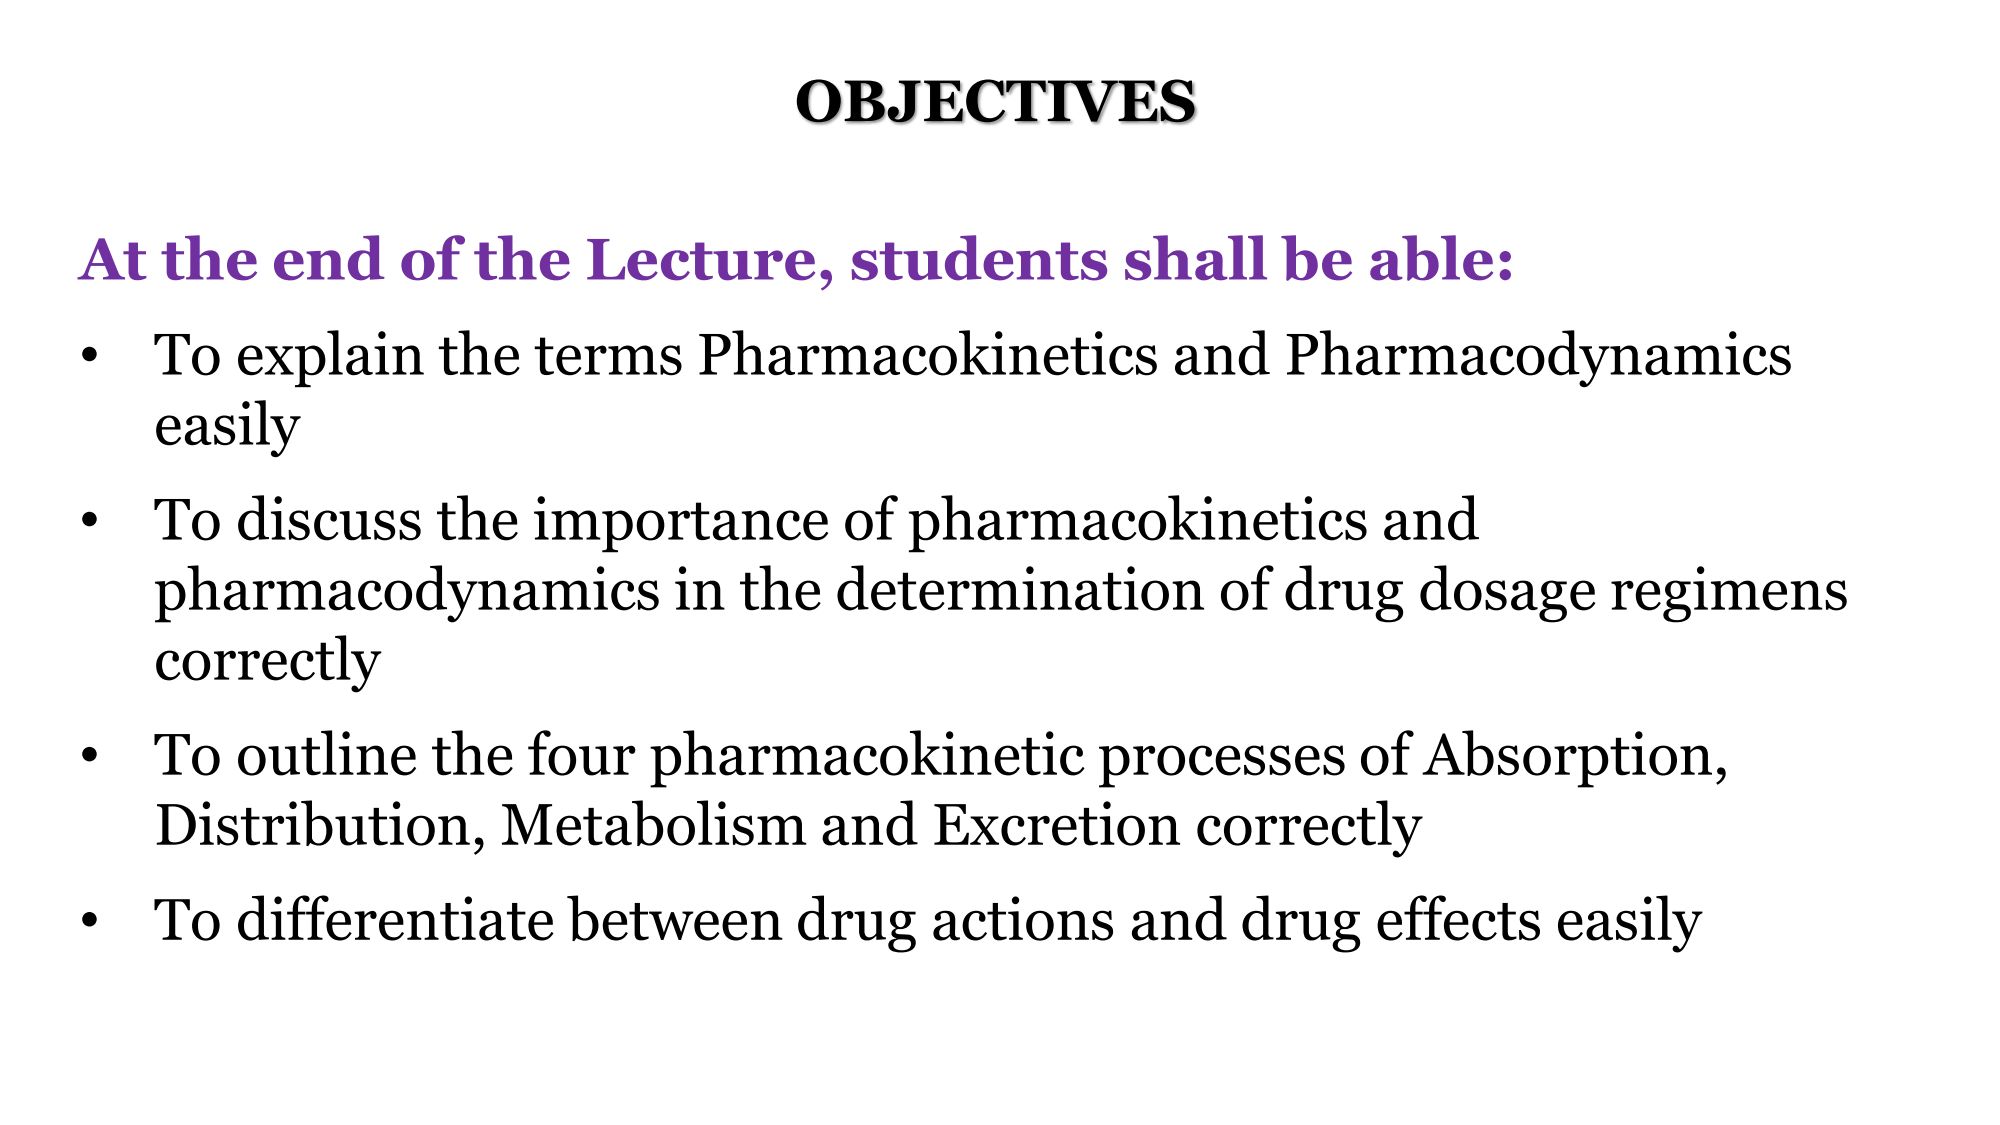 OBJECTIVES
At the end of the Lecture, students shall be able:
• To explain the terms Pharmacokinetics and Pharmacodynamics
easily
• To discuss the importance of pharmacokinetics and
pharmacodynamics in the determination of drug dosage regimens
correctly
• To outline the four pharmacokinetic processes of Absorption,
Distribution, Metabolism and Excretion correctly
• To differentiate between drug actions and drug effects easily